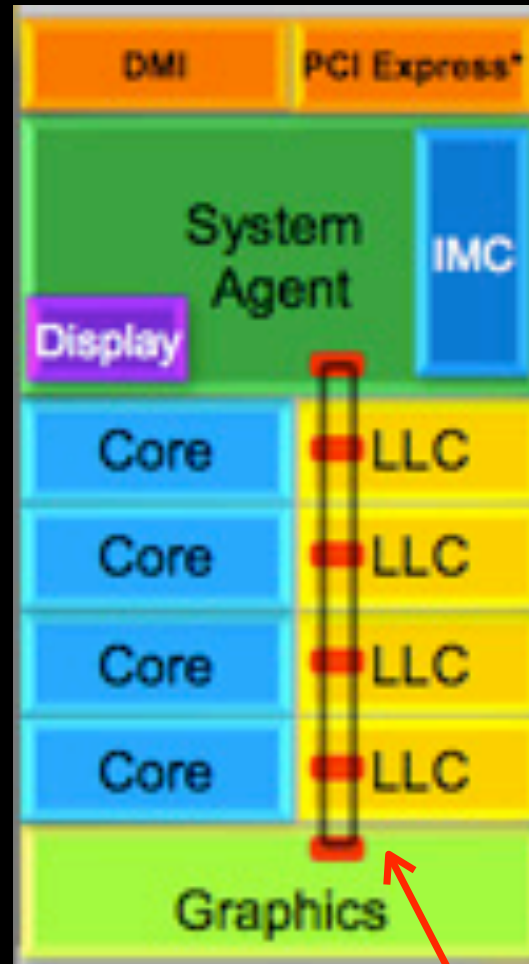 DMI PCI Express*
System
Agent
IMC
Display
Core LLC
Core LLC
Core LLC
Core LLC
Graphics